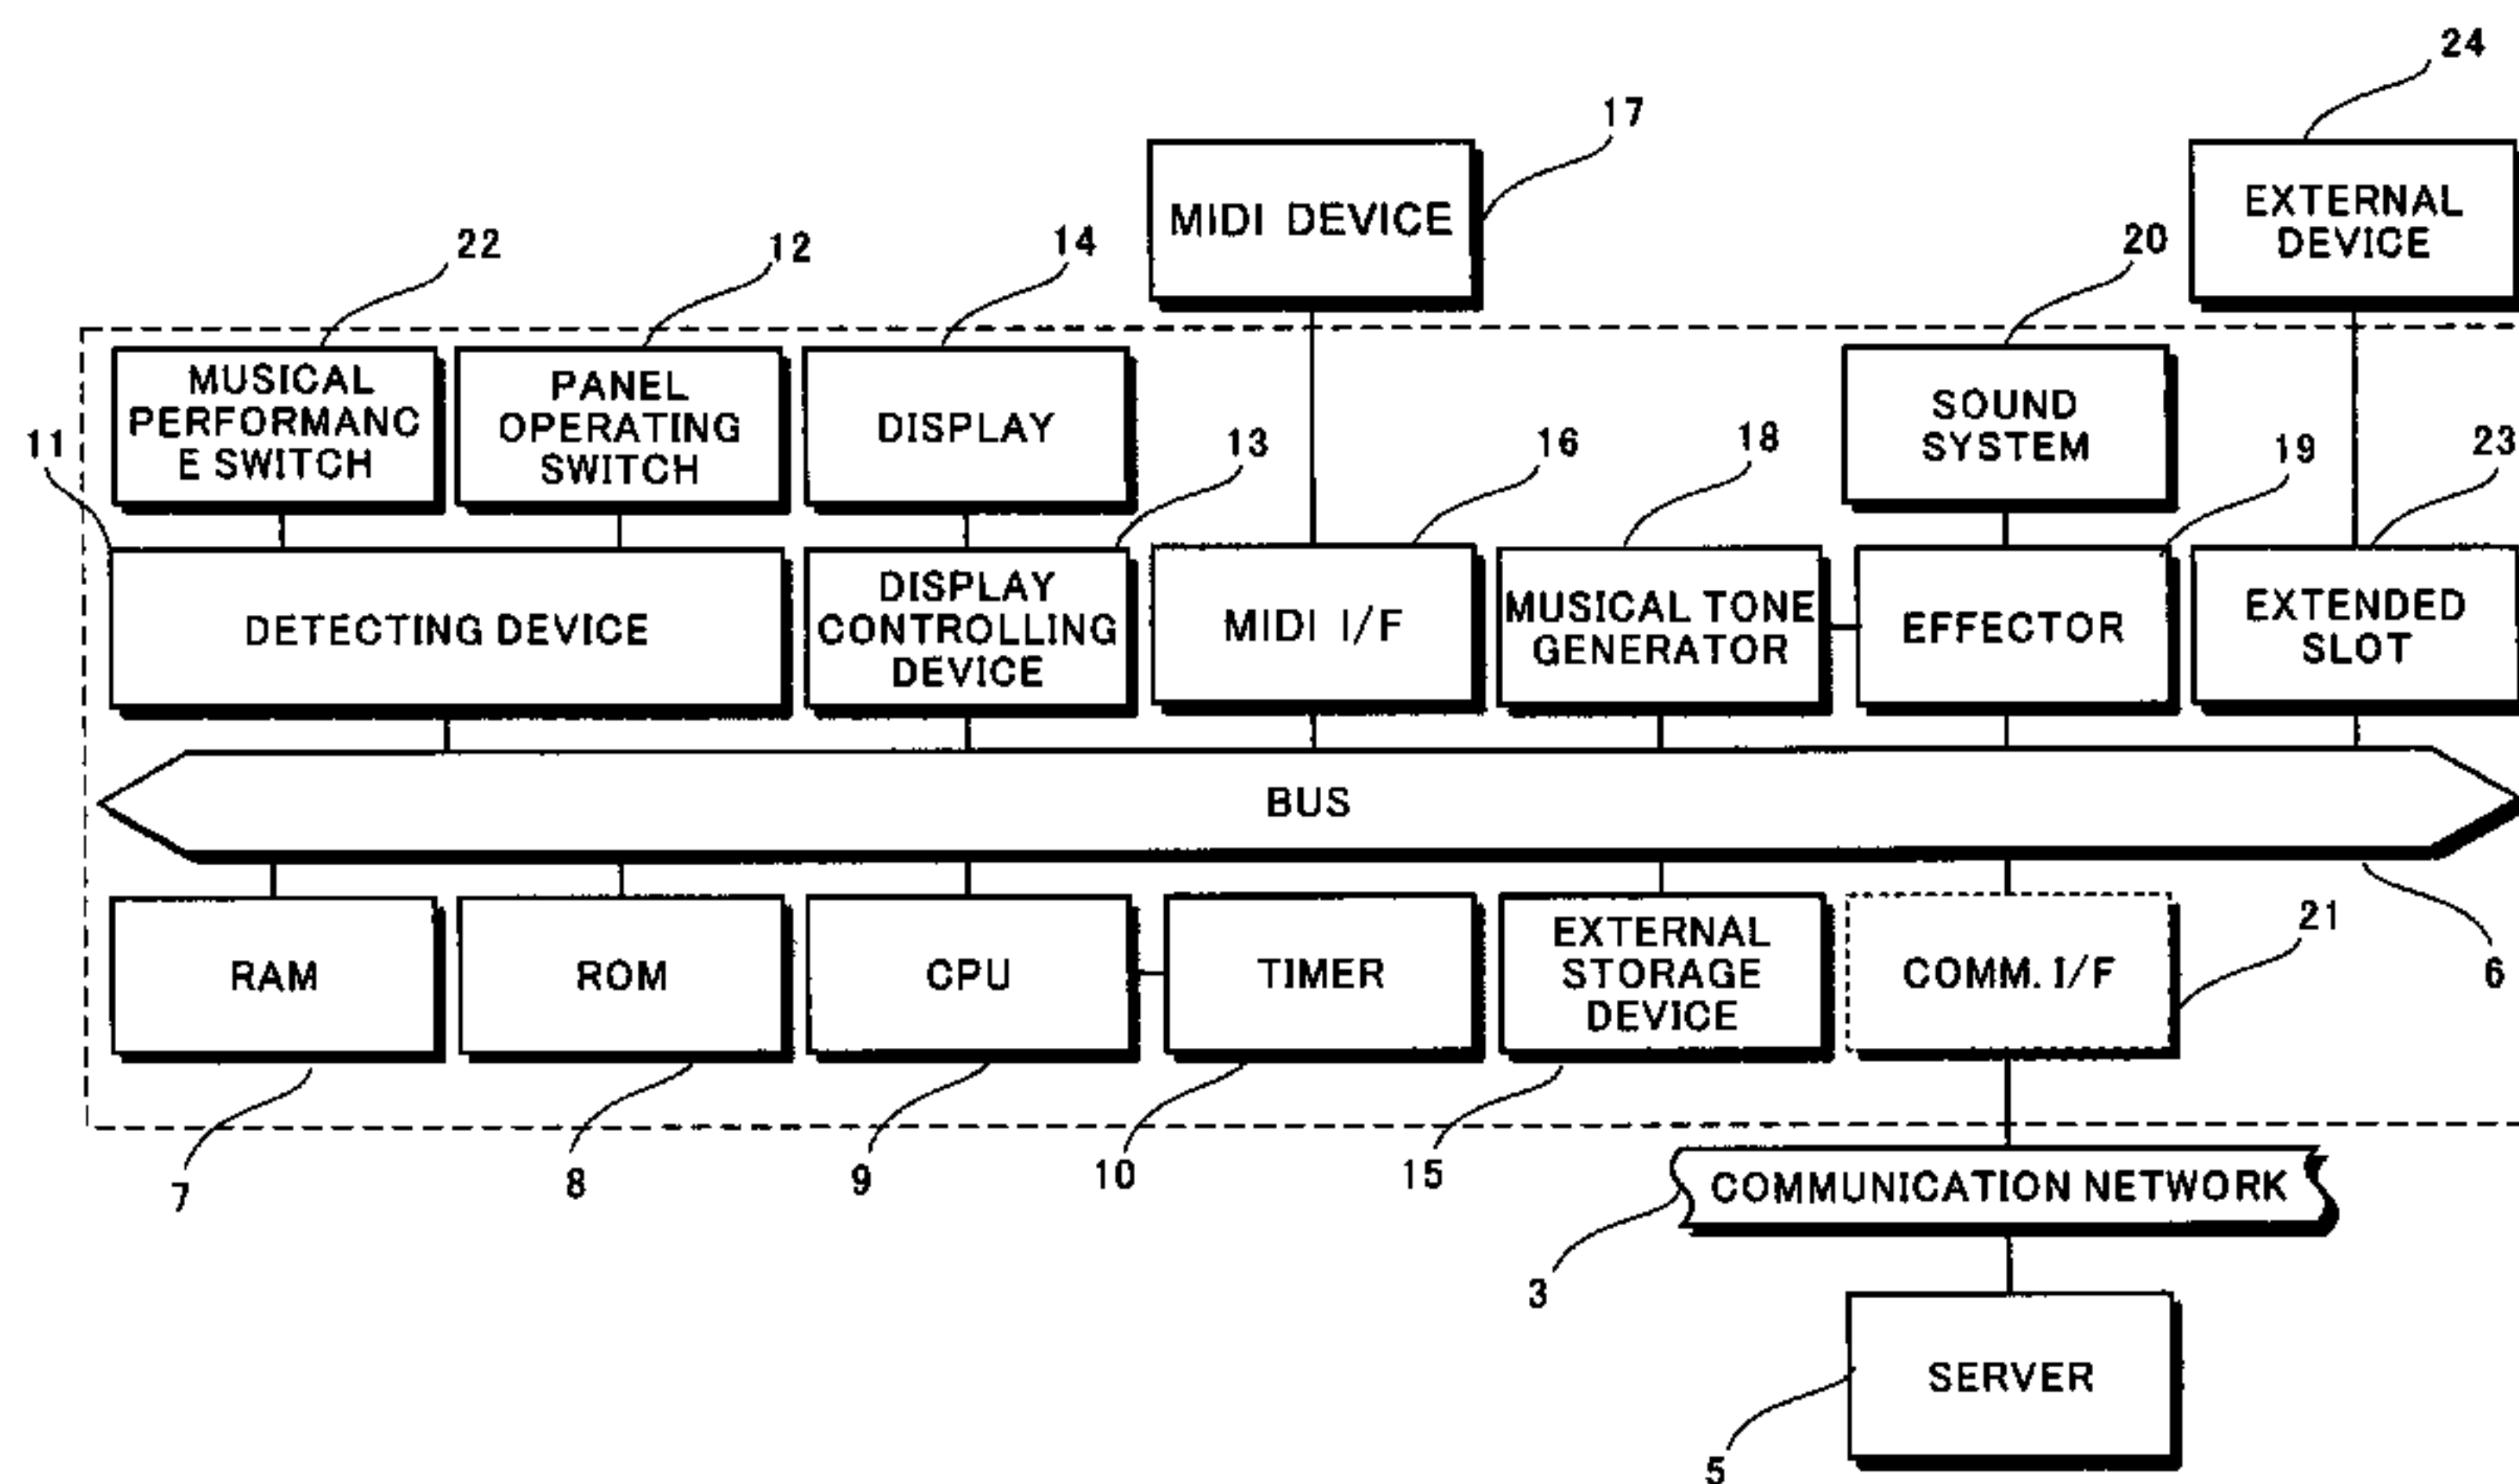 24
17
MIDI DEVICE
EXTERNAL
DEVICE
22
12
14
20
MUSICAL
PERFORMANC
E SWITCH
PANEL
OPERATING
SWITCH
DISPLAY
SOUND
SYSTEM
11
13
16
18
19
23
DETECTING DEVICE
DISPLAY
CONTROLLING
DEVICE
MIDI I/F
MUSICAL TONE
GENERATOR
EFFECTOR
EXTENDED
SLOT
BUS
RAM
ROM
CPU
TIMER
EXTERNAL
STORAGE
DEVICE
COMM. I/F
21
6
7
8
9
10
15
COMMUNICATION NETWORK
3
SERVER
5